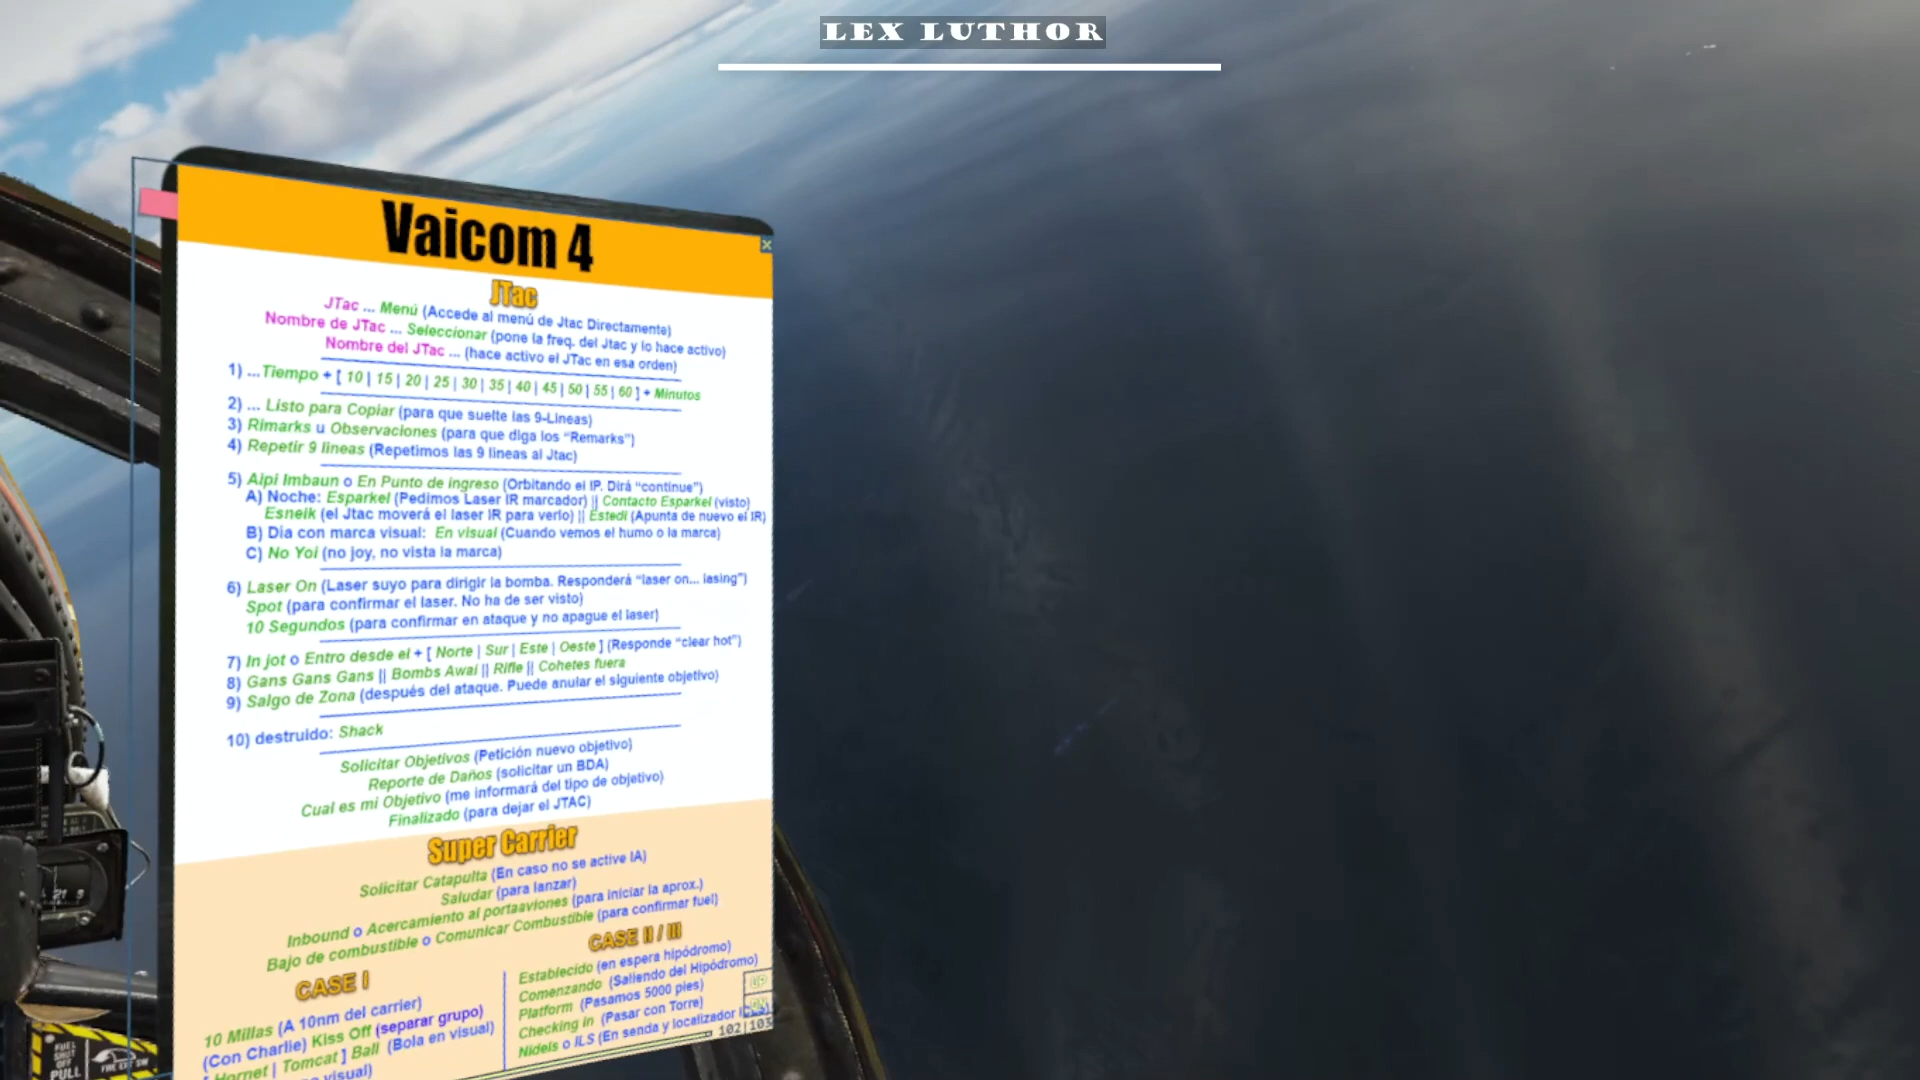 LEX LUTHOR
Vaicom 4
JTac
JTac ... Menú (Accede al menú de Jtac Directamente)
Nombre de JTac ... Seleccionar (pone la freq. del Jtac y lo hace activo)
Nombre del JTac ... (hace activo el JTac en esa orden)
1) ...Tiempo + [ 10 | 15 | 20 | 25 | 30 | 35 | 40 | 45 | 50 | 55 | 60 ] + Minutos
2) ... Listo para Copiar (para que suelte las 9-Lineas)
3) Rimarks u Observaciones (para que diga los “Remarks”)
4) Repetir 9 lineas (Repetimos las 9 lineas al Jtac)
5) Aipi Imbaun o En Punto de ingreso (Orbitando el IP. Dirá “continue”)
A) Noche: Esparkel (Pedimos Laser IR marcador) || Contacto Esparkel (visto)
Esneik (el Jtac moverá el laser IR para verlo) || Estedi (Apunta de nuevo el IR)
B) Dia con marca visual: En visual (Cuando vemos el humo o la marca)
C) No Yoi (no joy, no vista la marca)
6) Laser On (Laser suyo para dirigir la bomba. Responderá “laser on... lasing”)
Spot (para confirmar el laser. No ha de ser visto)
10 Segundos (para confirmar en ataque y no apague el laser)
7) In jot o Entro desde el + [ Norte | Sur | Este | Oeste ] (Responde “clear hot”)
8) Gans Gans Gans || Bombs Awai || Rifle || Cohetes fuera
9) Salgo de Zona (después del ataque. Puede anular el siguiente objetivo)
10) destruido: Shack
Solicitar Objetivos (Petición nuevo objetivo)
Reporte de Daños (solicitar un BDA)
Cual es mi Objetivo (me informará del tipo de objetivo)
Finalizado (para dejar el JTAC)
Super Carrier
Solicitar Catapulta (En caso no se active IA)
Saludar (para lanzar)
Inbound o Acercamiento al portaaviones (para iniciar la aprox.)
Bajo de combustible o Comunicar Combustible (para confirmar fuel)
CASE I
10 Millas (A 10nm del carrier)
(Con Charlie) Kiss Off (separar grupo)
[ Hornet | Tomcat ] Ball (Bola en visual)
visual)
CASE II / III
Establecido (en espera hipódromo)
Comenzando (Saliendo del Hipódromo)
Platform (Pasamos 5000 pies)
Checking in (Pasar con Torre)
Nidels o ILS (En senda y localizador
UP
102|103
FUEL
SHUT
OFF
PULL
FIRE EXT SW